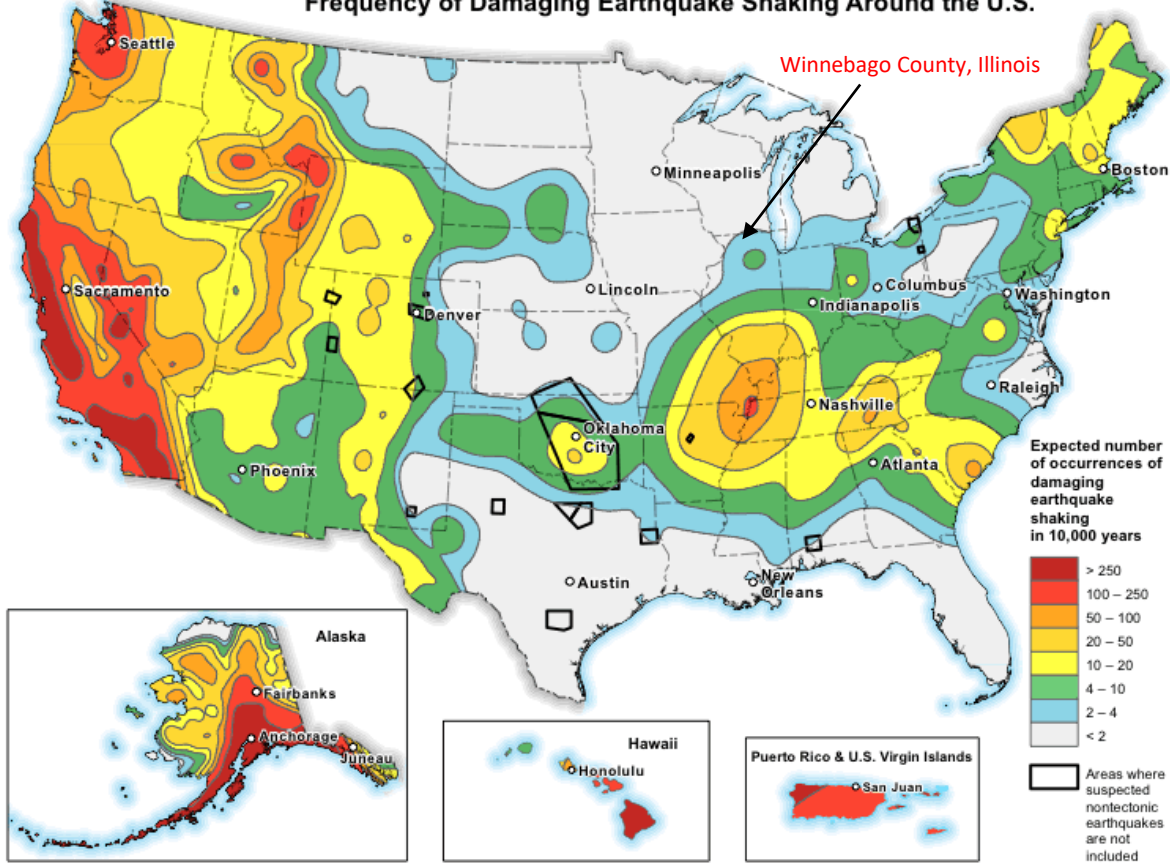 Frequency of Damaging Earthquake Shaking Around the U.S.
Seattle
Winnebago County, Illinois
Minneapolis
Boston
Sacramento
Lincoln
Columbus
Indianapolis
Washington
Denver
Raleigh
Nashville
Oklahoma
City
Phoenix
Atlanta
Austin
New
Orleans
Expected number
of occurrences of
damaging
earthquake
shaking
in 10,000 years
> 250
100 – 250
50 – 100
20 – 50
10 – 20
4 – 10
2 – 4
< 2
Areas where
suspected
nontectonic
earthquakes
are not
included
Alaska
Fairbanks
Anchorage
Juneau
Hawaii
Honolulu
Puerto Rico & U.S. Virgin Islands
San Juan